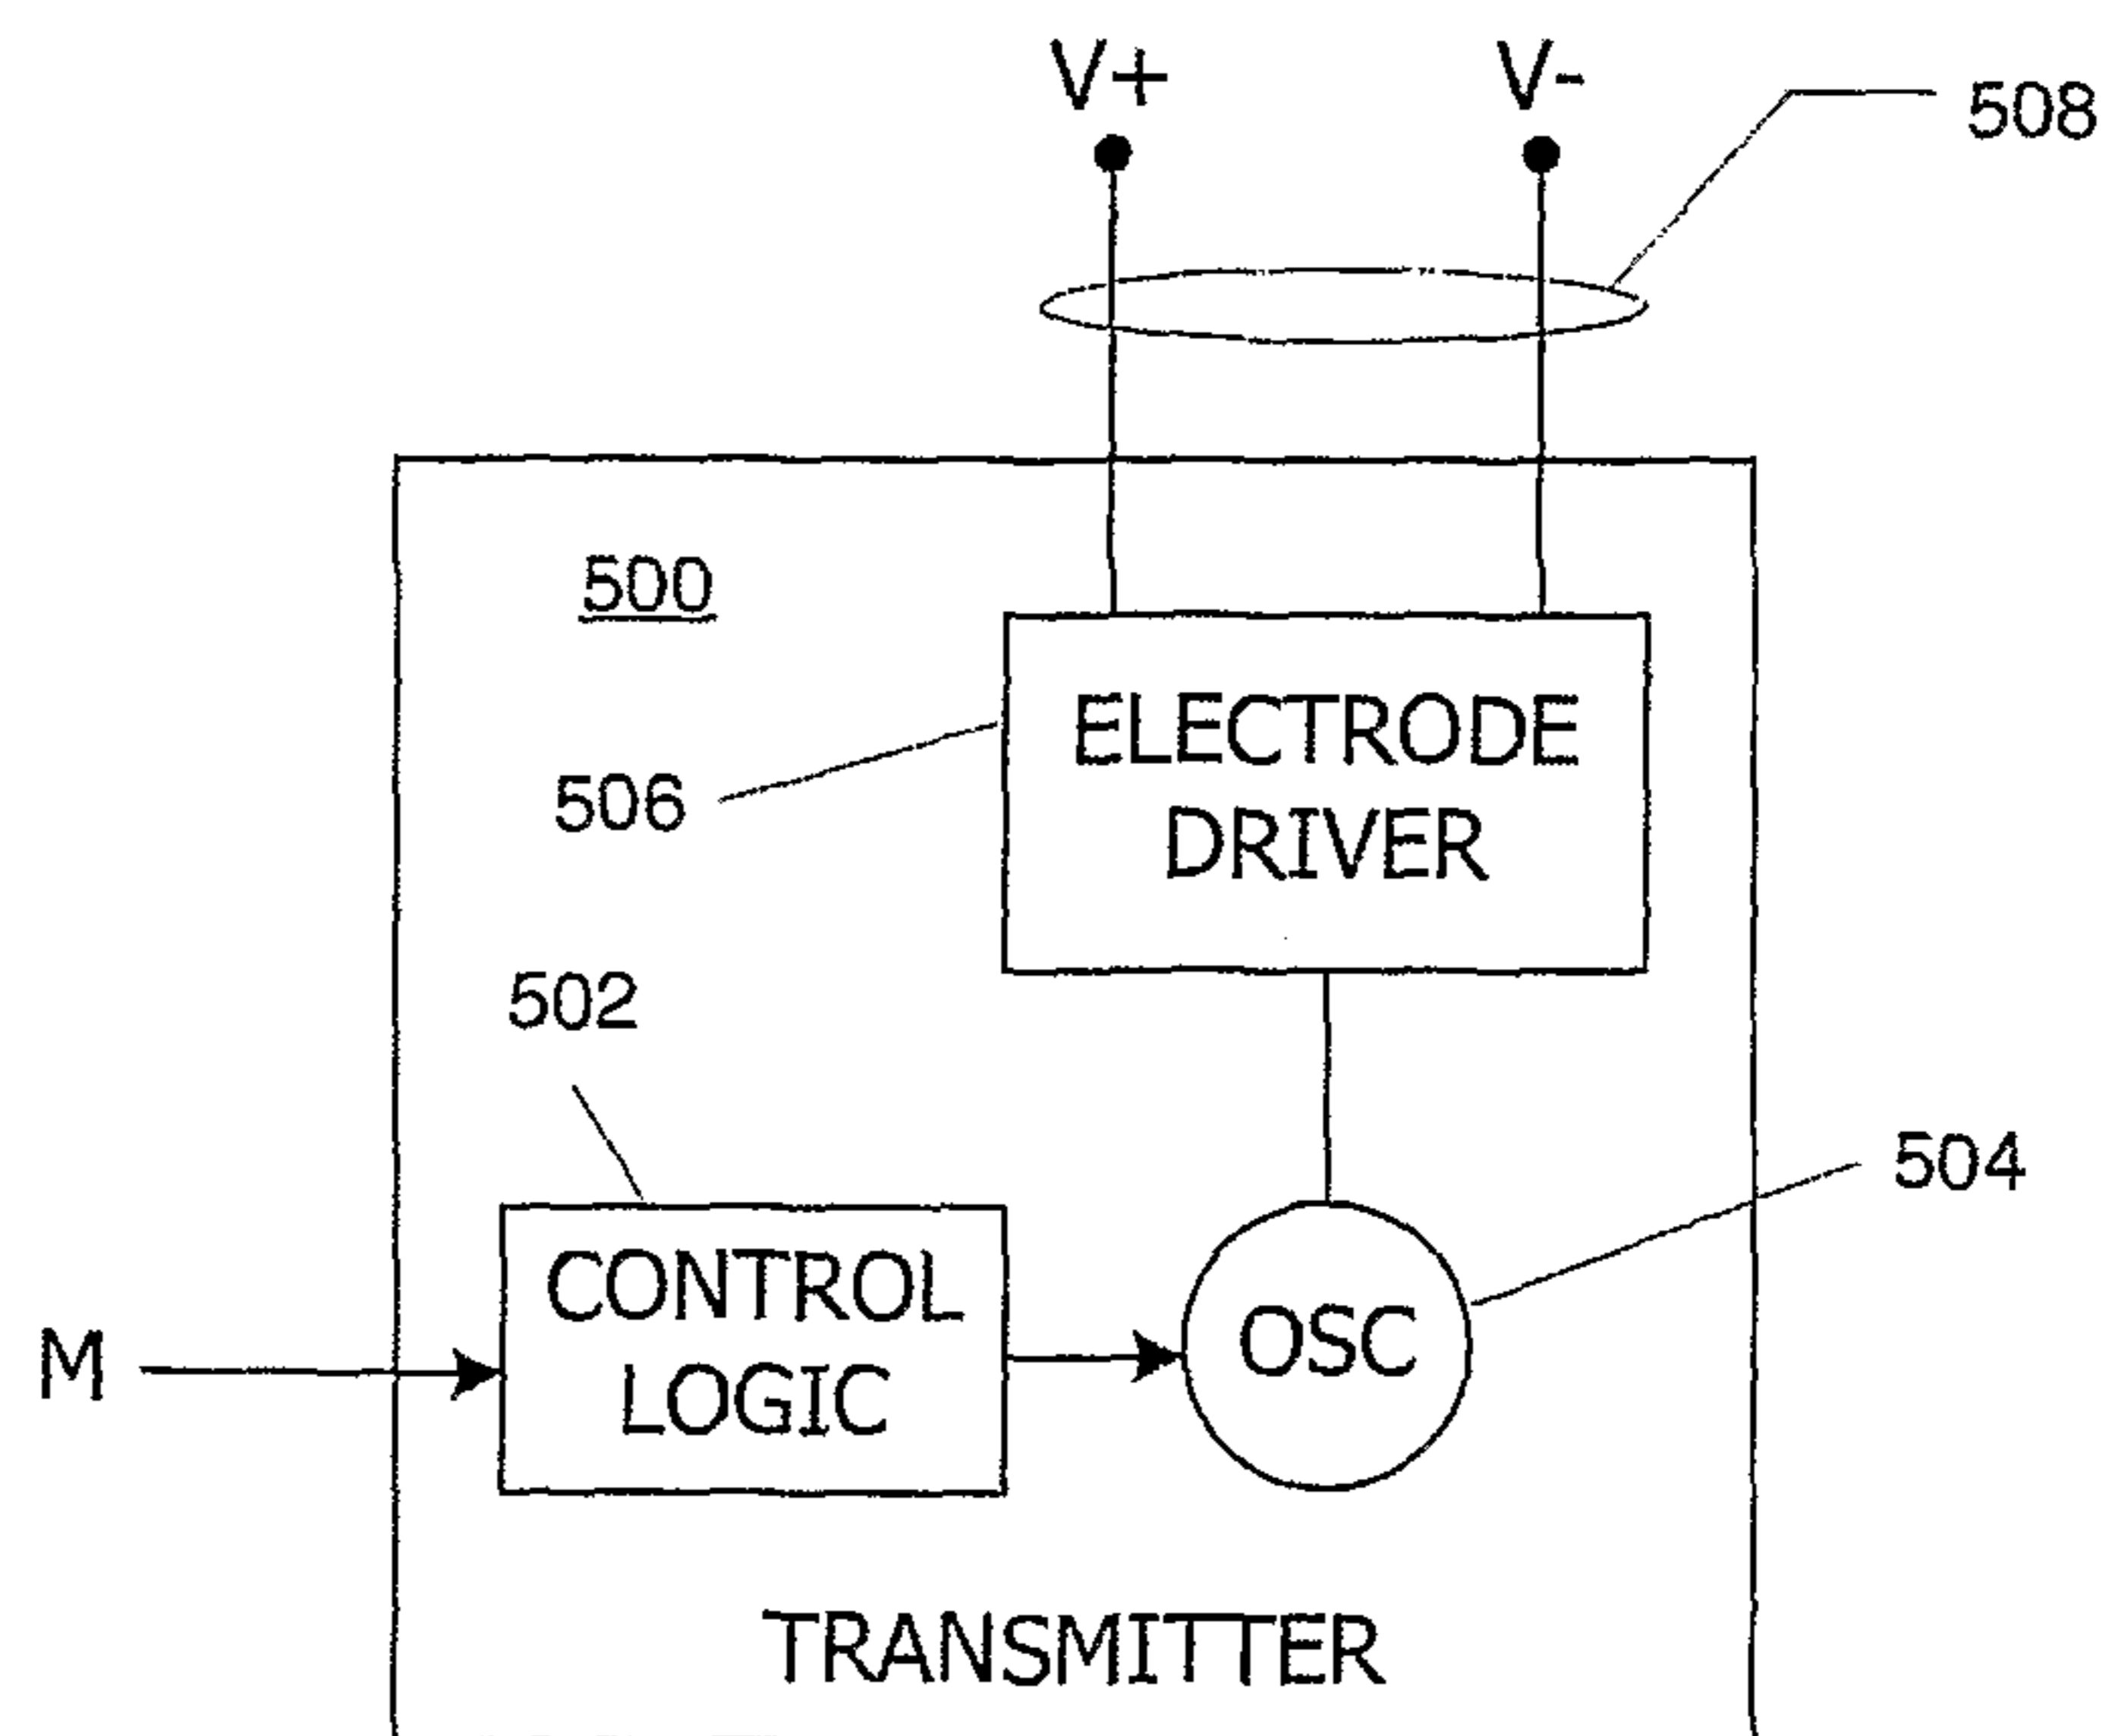 V+
V-
508
500
ELECTRODE
DRIVER
506
502
504
CONTROL
LOGIC
OSC
M
TRANSMITTER